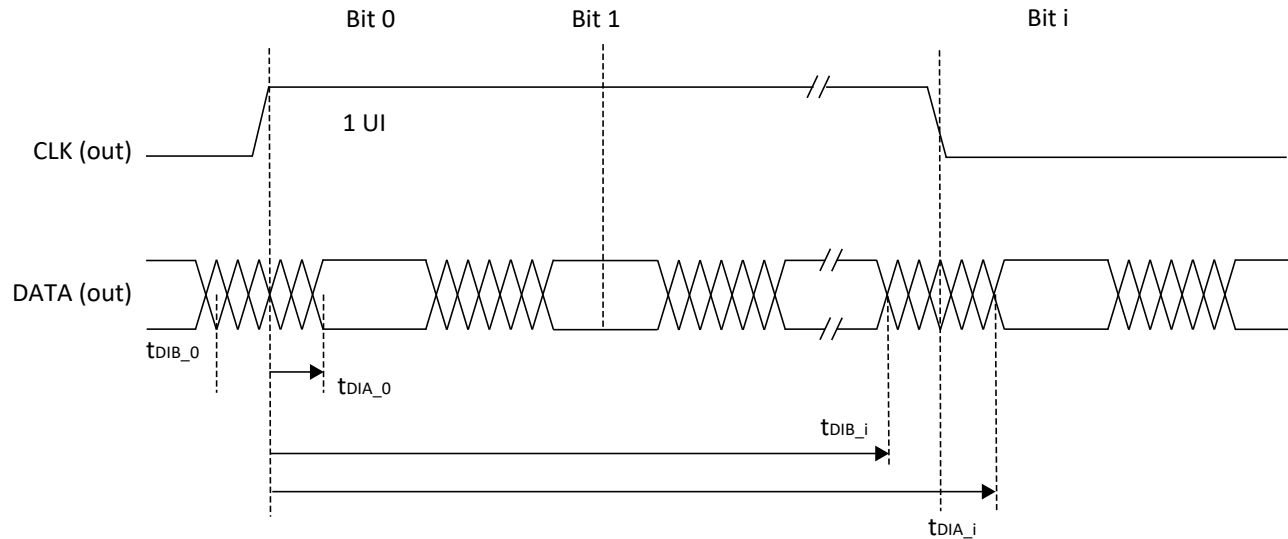 Bit 0 Bit 1 Bit i
1 UI
CLK (out)
DATA (out)
tDIB_0
tDIA_0
tDIB_i
tDIA_i